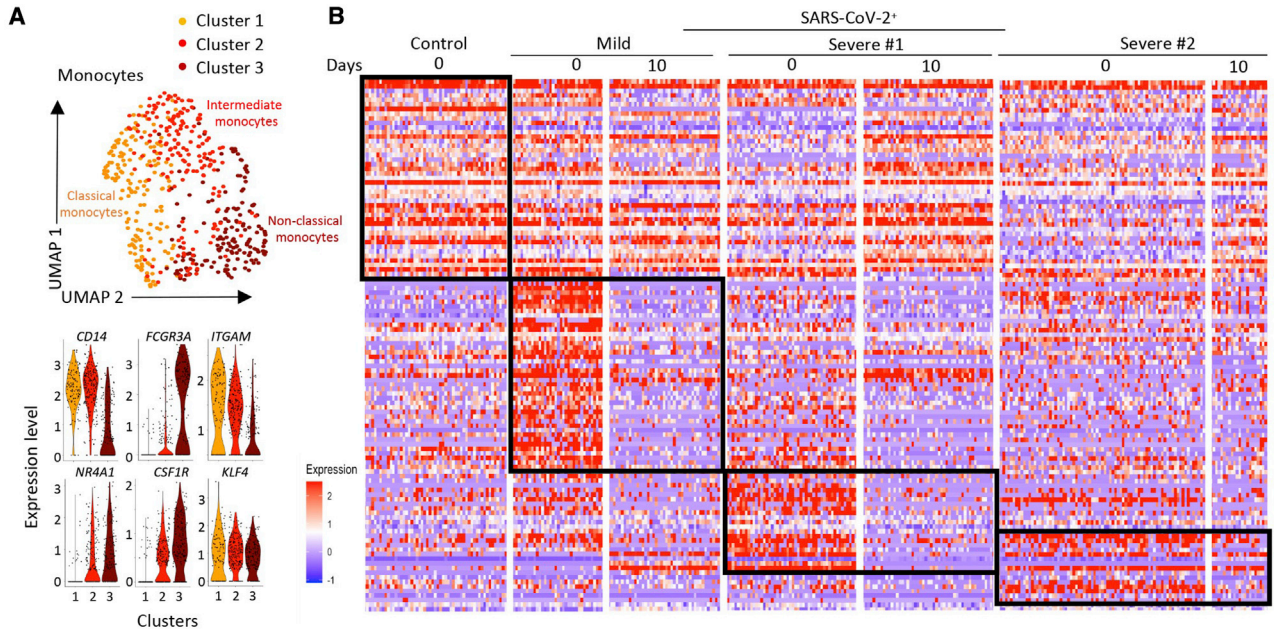 A
Cluster 1
Cluster 2
Cluster 3
Monocytes
Intermediate
monocytes
Classical
monocytes
Non-classical
monocytes
UMAP 1
UMAP 2
CD14
FCGR3A
ITGAM
3
2
1
0
3
2
1
0
2
1
NR4A1
CSF1R
KLF4
3
2
1
0
2
1
0
3
2
1
0
Expression level
1 2 3
1 2 3
1 2 3
Clusters
B
SARS-CoV-2+
Control
Mild
Severe #1
Severe #2
Days
0
0
10
0
10
0
10
Expression
2
1
0
-1